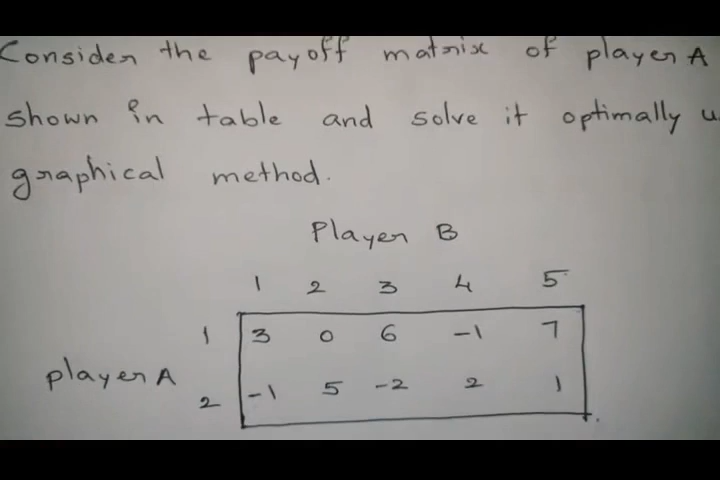 Consider the payoff matrix of player A
shown in table and solve it optimally u
graphical method.
Player B
1 2 3 4 5
1 3 0 6 -1 7
player A
2 -1 5 -2 2 1